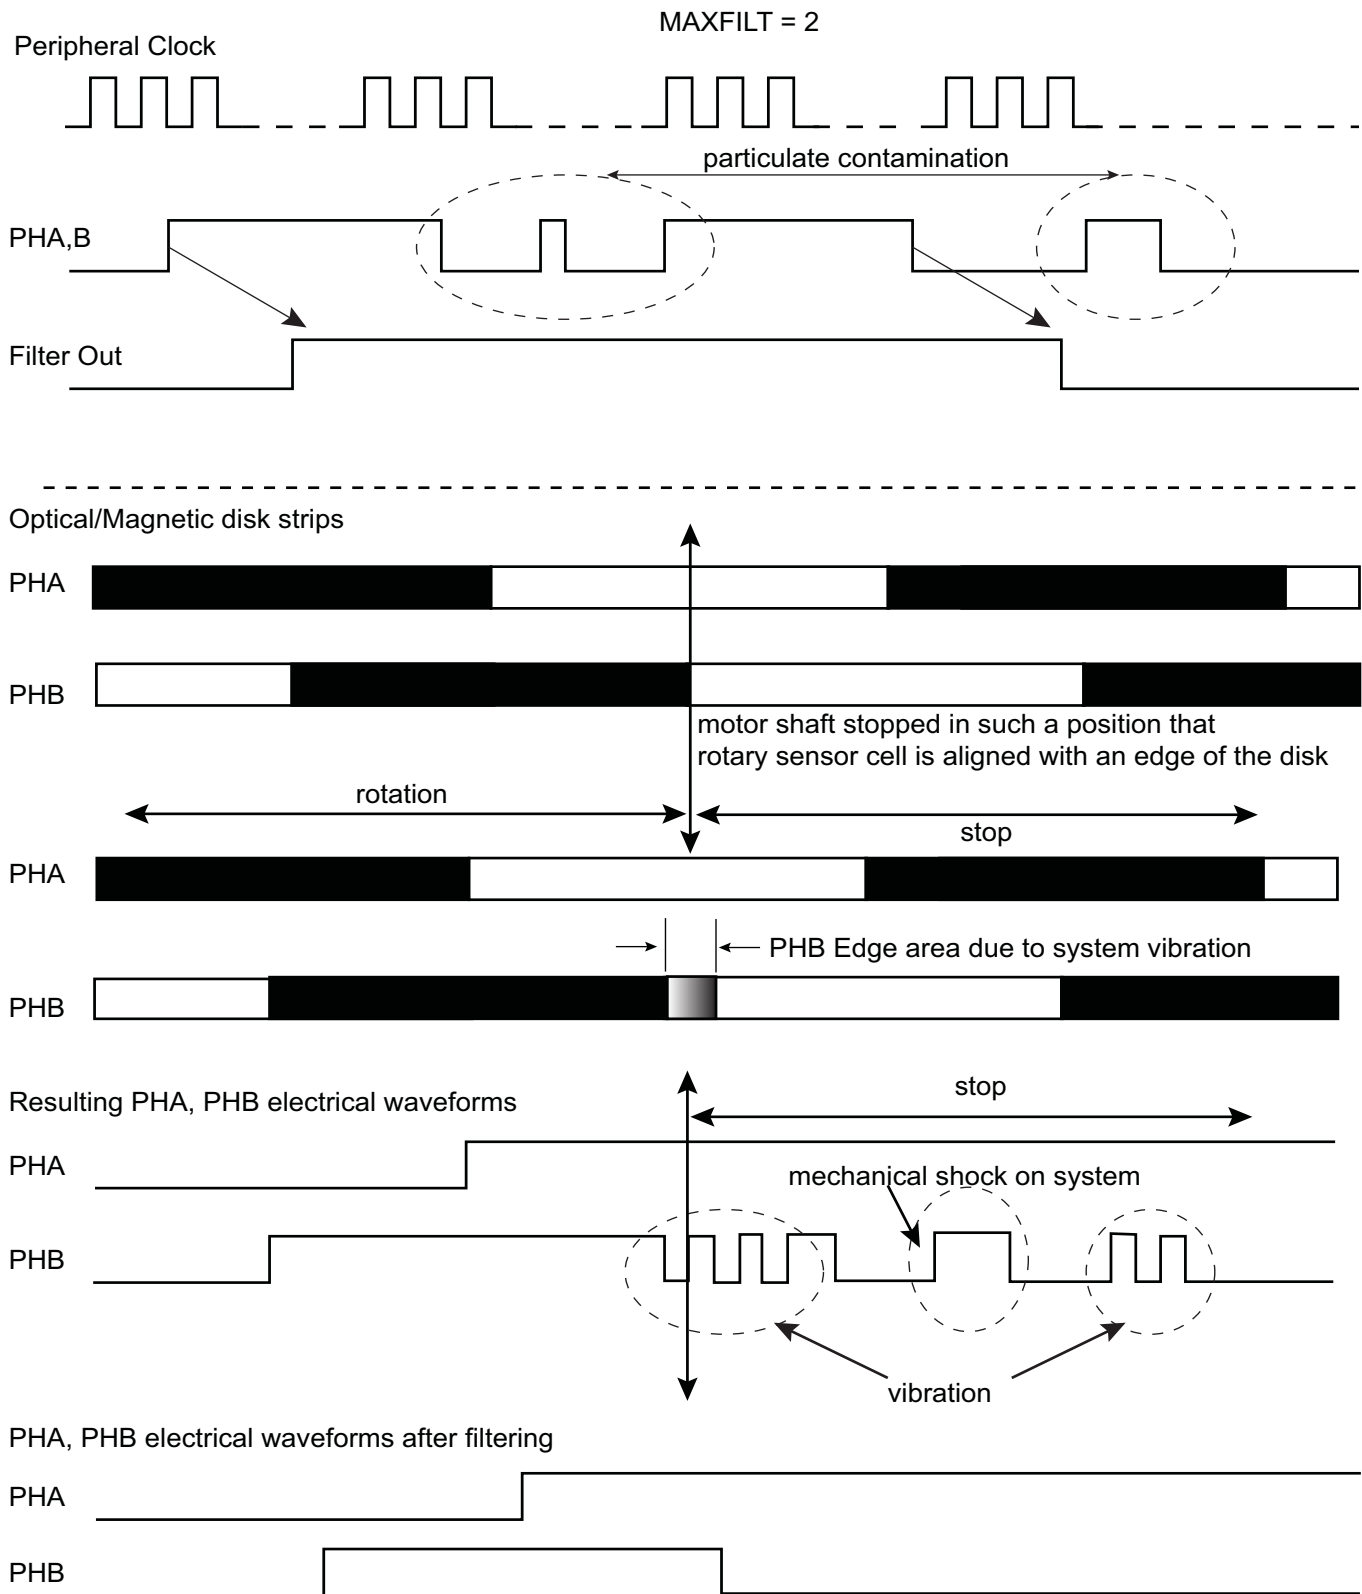 MAXFILT = 2
Peripheral Clock
particulate contamination
PHA,B
Filter Out
Optical/Magnetic disk strips
PHA
PHB
motor shaft stopped in such a position that
rotary sensor cell is aligned with an edge of the disk
rotation
stop
PHA
PHB Edge area due to system vibration
PHB
Resulting PHA, PHB electrical waveforms
stop
PHA
mechanical shock on system
PHB
vibration
PHA, PHB electrical waveforms after filtering
PHA
PHB